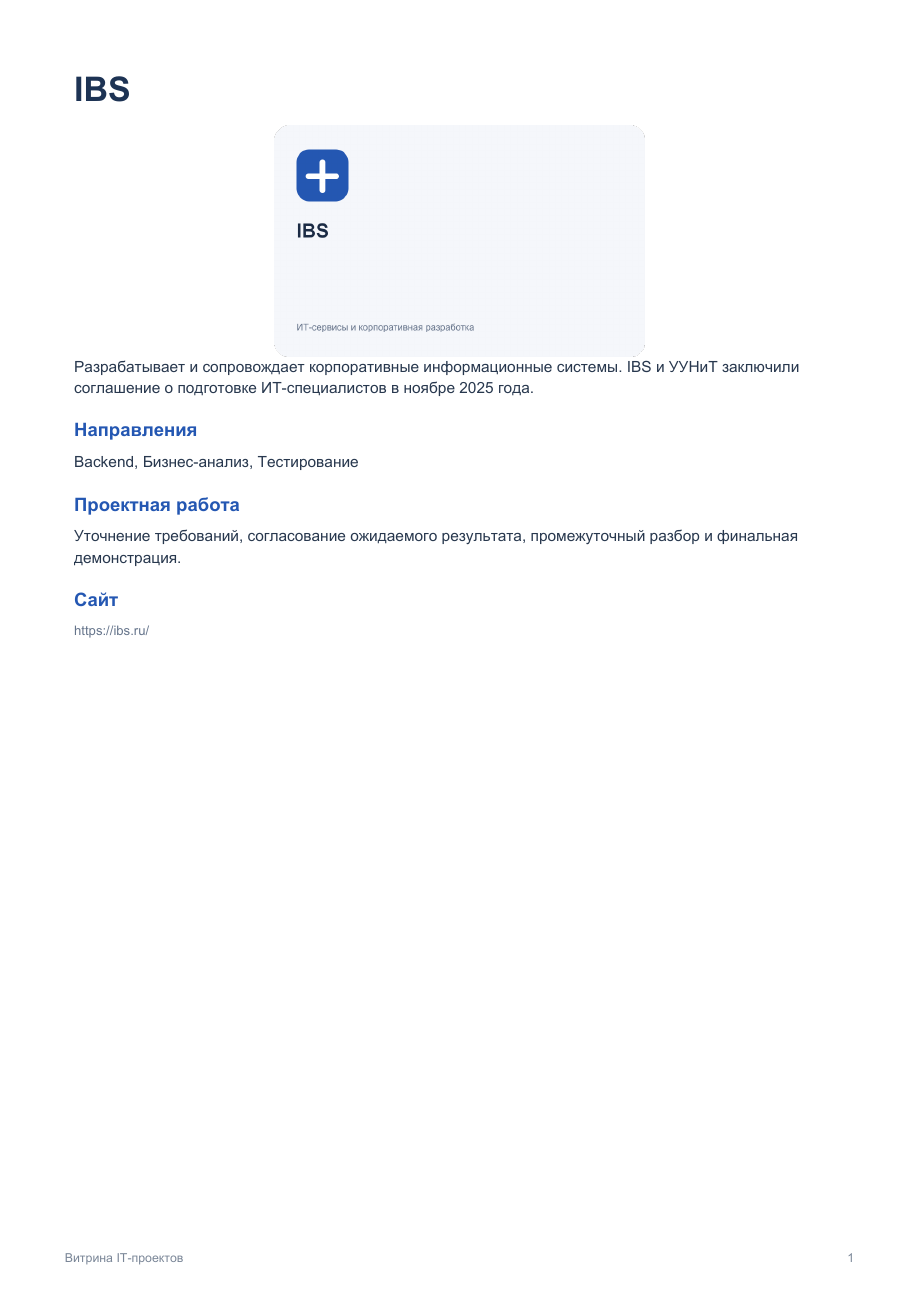 IBS
IBS
ИТ-сервисы и корпоративная разработка
Разрабатывает и сопровождает корпоративные информационные системы. IBS и УУНиТ заключили
соглашение о подготовке ИТ-специалистов в ноябре 2025 года.
Направления
Backend, Бизнес-анализ, Тестирование
Проектная работа
Уточнение требований, согласование ожидаемого результата, промежуточный разбор и финальная
демонстрация.
Сайт
https://ibs.ru/
Витрина IT-проектов
1